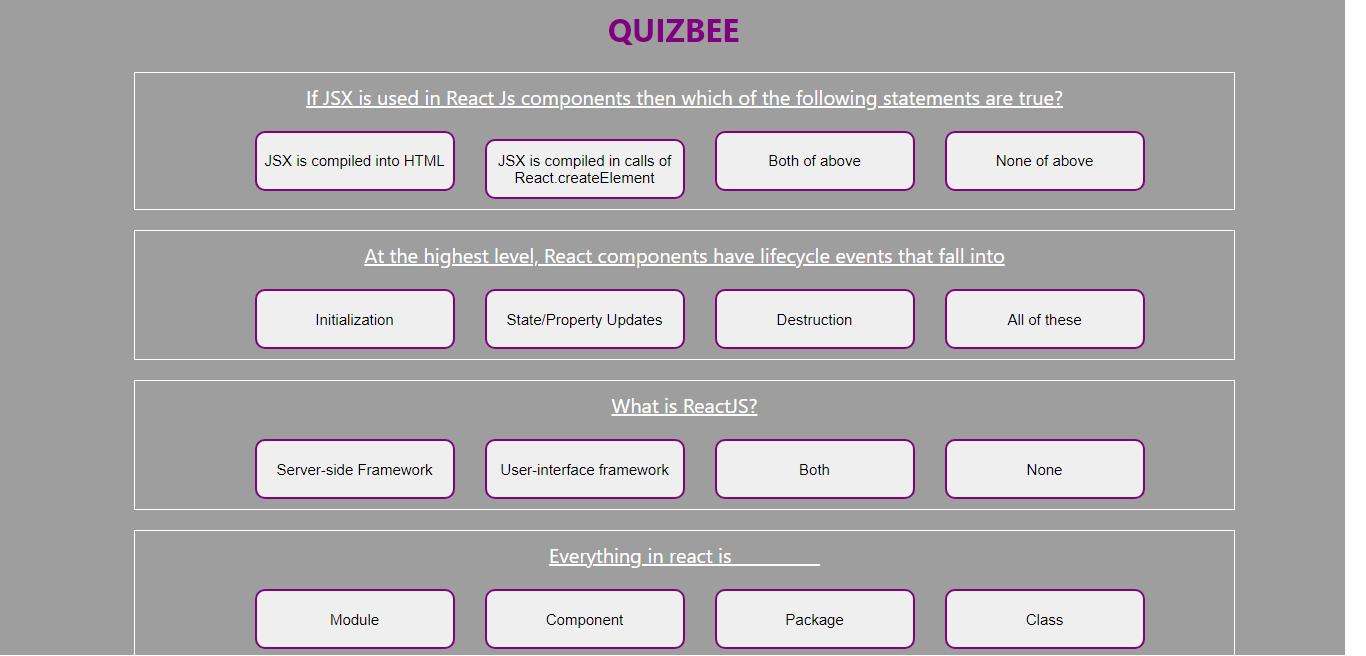 QUIZBEE
If JSX is used in React Js components then which of the following statements are true?
JSX is compiled into HTML
JSX is compiled in calls of
React.createElement
Both of above
None of above
At the highest level, React components have lifecycle events that fall into
Initialization
State/Property Updates
Destruction
All of these
What is ReactJS?
Server-side Framework
User-interface framework
Both
None
Everything in react is _________
Module
Component
Package
Class